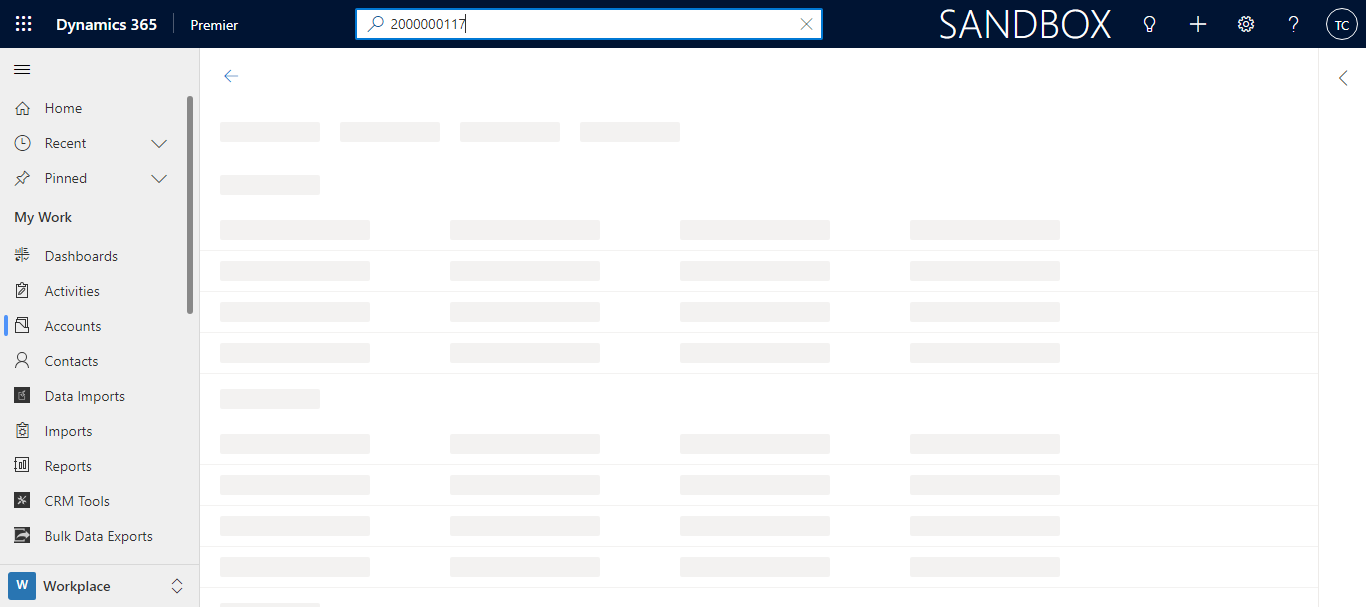 Dynamics 365
Premier
2000000117
SANDBOX
?
TC
Home
Recent
Pinned
My Work
Dashboards
Activities
Accounts
Contacts
Data Imports
Imports
Reports
CRM Tools
Bulk Data Exports
W
Workplace